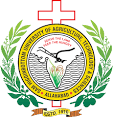 SAM HIGGINBOTTOM UNIVERSITY OF AGRICULTURE, TECHNOLOGY & SCIENCES
ALLAHABAD
ESTD. 1910